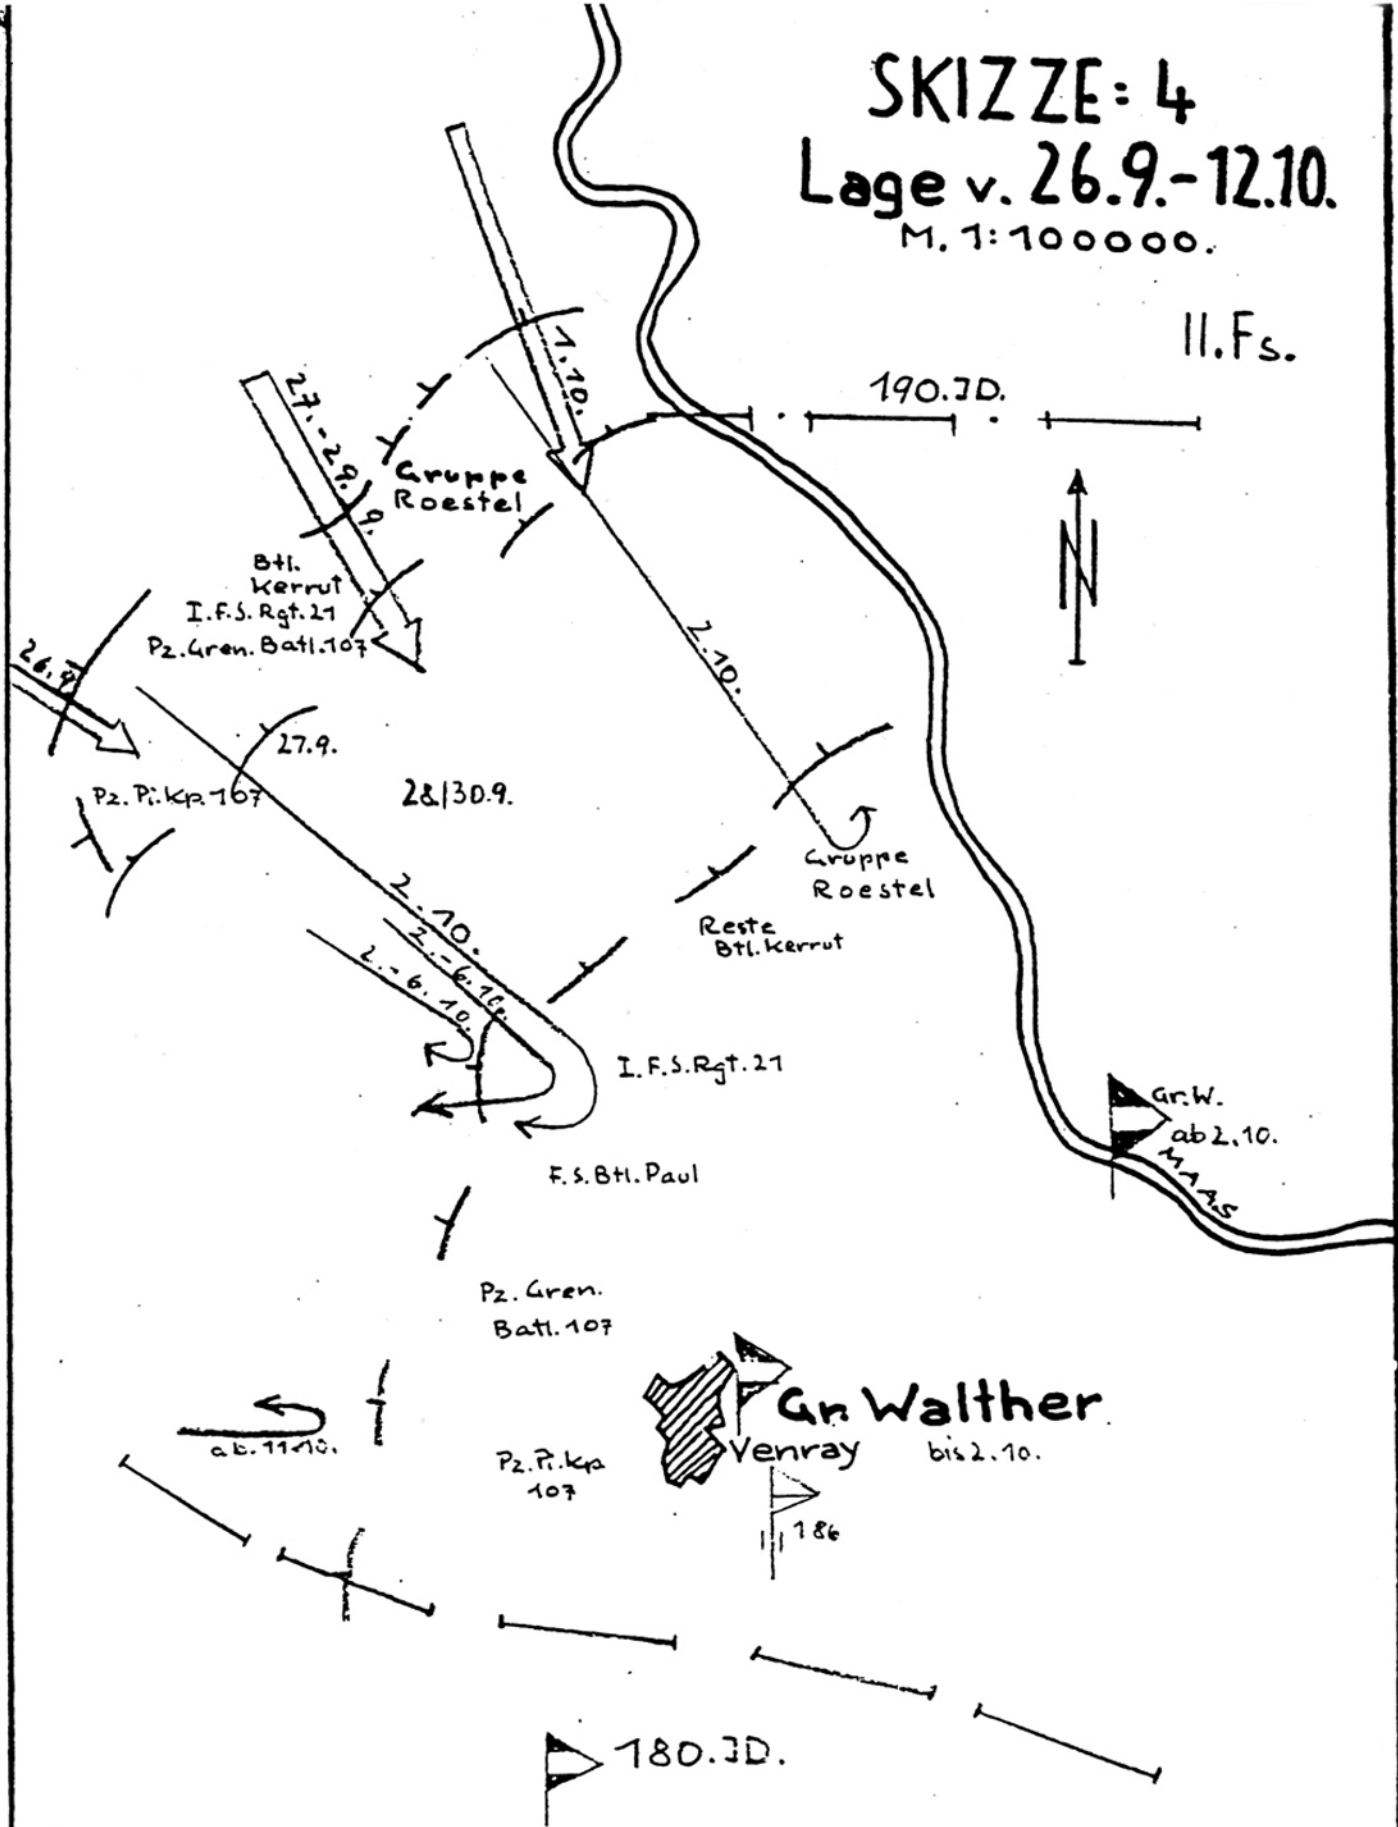 SKIZZE: 4
Lage v. 26.9.-12.10.
M. 1:100000.
II.Fs.
190.ID.
1.10.
27.-29.9.
Gruppe
Roestel
Btl.
Kerrut
I.F.S.Rgt.21
Pz.Gren.Batl.107
26.9.
2.10.
27.9.
Pz.Pi.Kp.107
28/30.9.
Gruppe
Roestel
2.10.
2.-6.10.
2.-6.10.
Reste
Btl.Kerrut
I.F.S.Rgt.21
Gr.W.
ab 2.10.
MAAS
F.S.Btl.Paul
Pz.Gren.
Batl.107
Gr. Walther
Venray
bis 2.10.
ab 11.10.
Pz.Pi.Kp
107
186
180.ID.